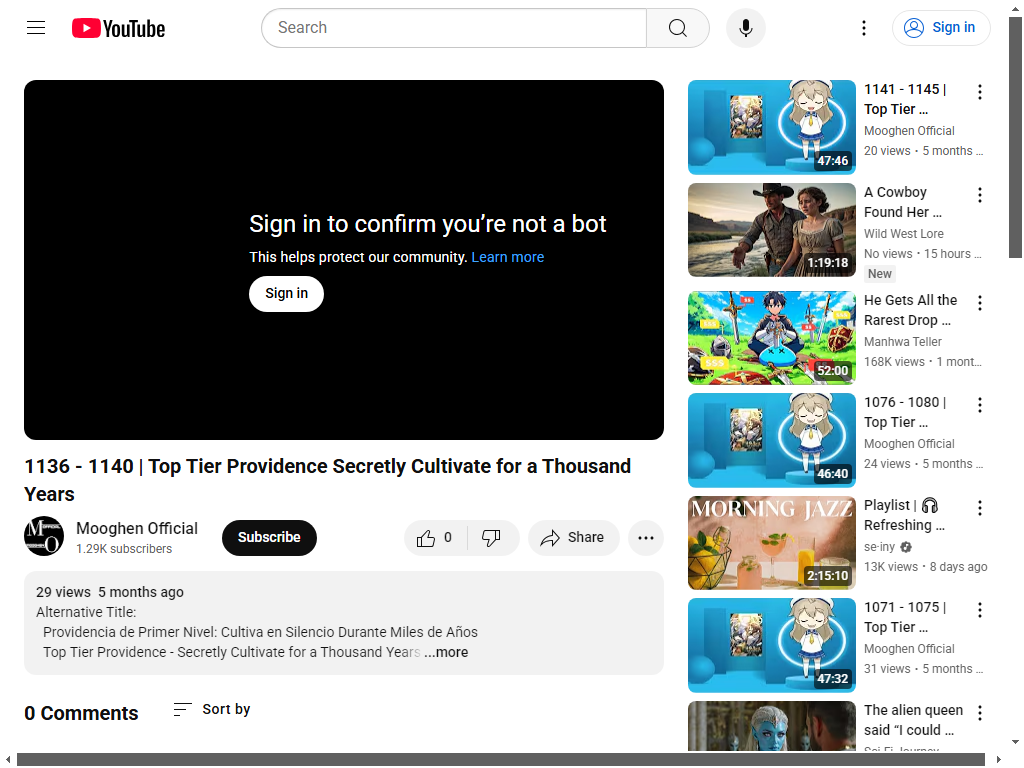 YouTube
Search
Sign in
Sign in to confirm you’re not a bot
This helps protect our community. Learn more
Sign in
1136 - 1140 | Top Tier Providence Secretly Cultivate for a Thousand
Years
Mooghen Official
1.29K subscribers
Subscribe
0
Share
29 views 5 months ago
Alternative Title:
Providencia de Primer Nivel: Cultiva en Silencio Durante Miles de Años
Top Tier Providence - Secretly Cultivate for a Thousand Years ...more
0 Comments
Sort by
47:46
1141 - 1145 |
Top Tier ...
Mooghen Official
20 views • 5 months ...
1:19:18
A Cowboy
Found Her ...
Wild West Lore
No views • 15 hours ...
New
52:00
He Gets All the
Rarest Drop ...
Manhwa Teller
168K views • 1 mont...
46:40
1076 - 1080 |
Top Tier ...
Mooghen Official
24 views • 5 months ...
MORNING JAZZ
2:15:10
Playlist | 🎧
Refreshing ...
se·iny
13K views • 8 days ago
47:32
1071 - 1075 |
Top Tier ...
Mooghen Official
31 views • 5 months ...
The alien queen
said “I could ...
Sci-Fi Journey